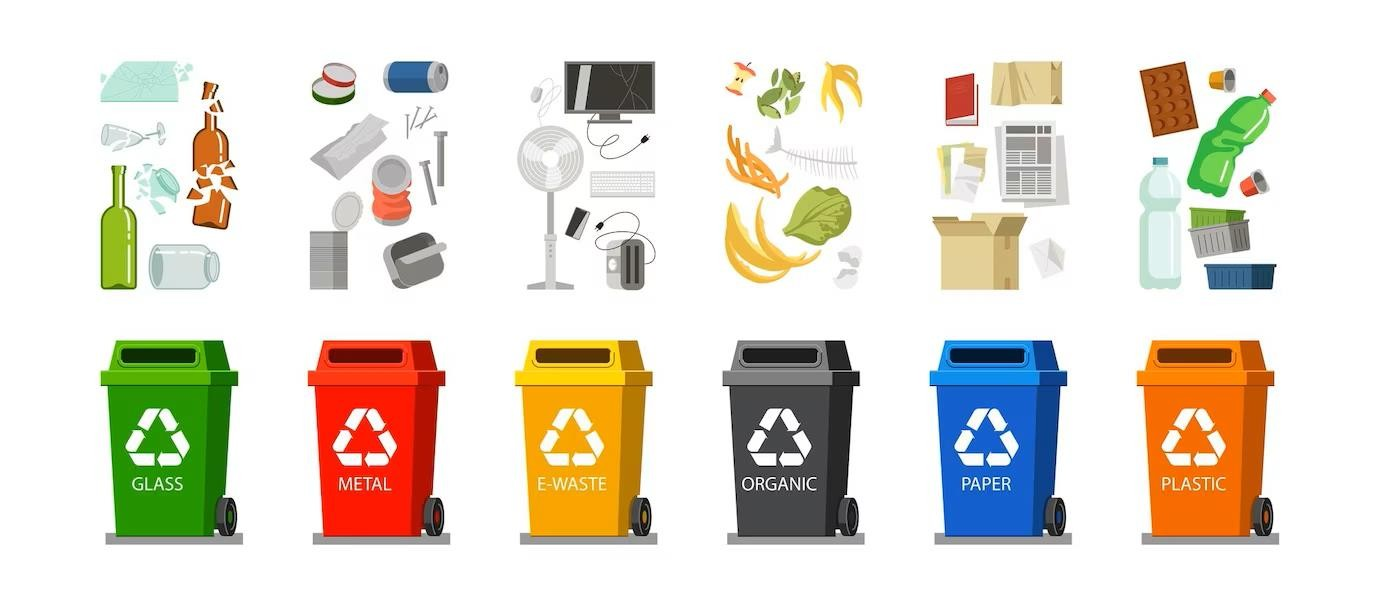 GLASS
METAL
E-WASTE
ORGANIC
PAPER
PLASTIC